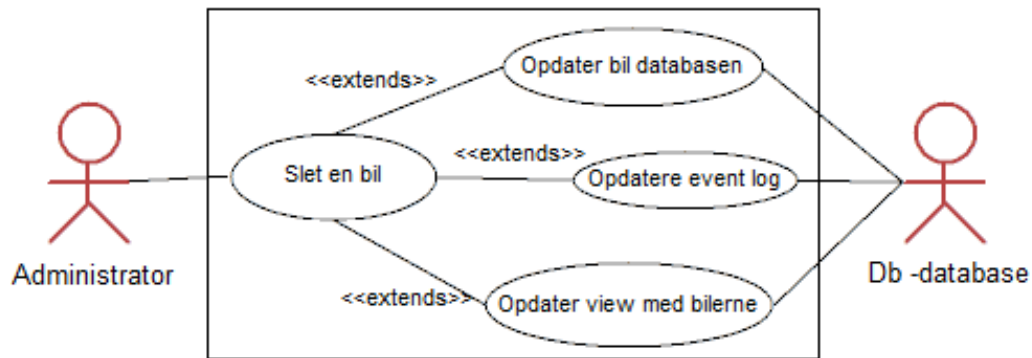 Opdater bil databasen
<<extends>>
<<extends>>
Slet en bil
Opdatere event log
Administrator
Db -database
<<extends>>
Opdater view med bilerne